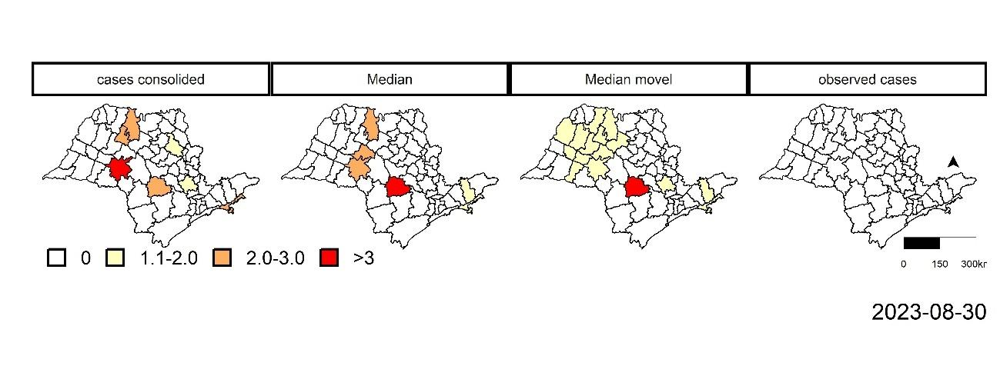 cases consolided
Median
Median movel
observed cases
0
1.1-2.0
2.0-3.0
>3
0 150 300kr
2023-08-30